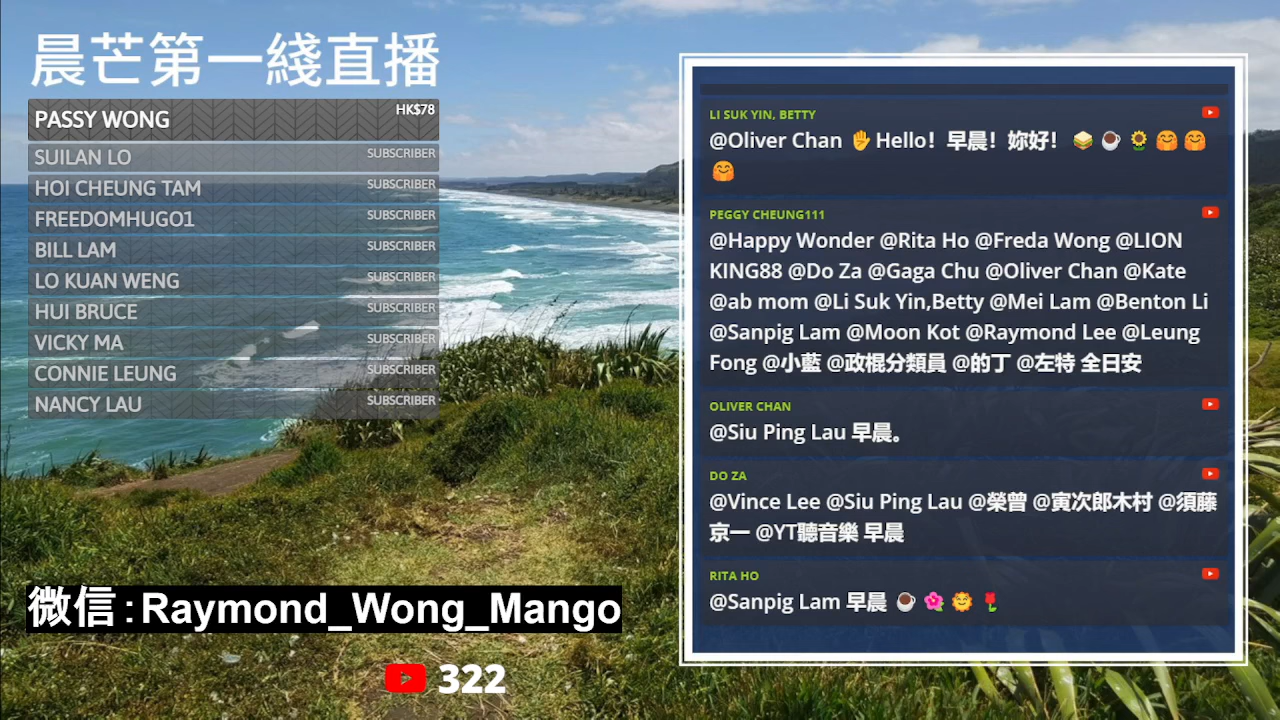 晨芒第一綫直播
PASSY WONG HK$78
SUILAN LO SUBSCRIBER
HOI CHEUNG TAM SUBSCRIBER
FREEDOMHUGO1 SUBSCRIBER
BILL LAM SUBSCRIBER
LO KUAN WENG SUBSCRIBER
HUI BRUCE SUBSCRIBER
VICKY MA SUBSCRIBER
CONNIE LEUNG SUBSCRIBER
NANCY LAU SUBSCRIBER
微信:Raymond_Wong_Mango
322
LI SUK YIN, BETTY
@Oliver Chan ✋Hello！早晨！妳好！ 🥪 ☕ 🌻 🤗 🤗
🤗
PEGGY CHEUNG111
@Happy Wonder @Rita Ho @Freda Wong @LION
KING88 @Do Za @Gaga Chu @Oliver Chan @Kate
@ab mom @Li Suk Yin,Betty @Mei Lam @Benton Li
@Sanpig Lam @Moon Kot @Raymond Lee @Leung
Fong @小藍 @政棍分類員 @的丁 @左特 全日安
OLIVER CHAN
@Siu Ping Lau 早晨。
DO ZA
@Vince Lee @Siu Ping Lau @榮曾 @寅次郎木村 @須藤
京一 @YT聽音樂 早晨
RITA HO
@Sanpig Lam 早晨 ☕ 🌺 🌞 🌷